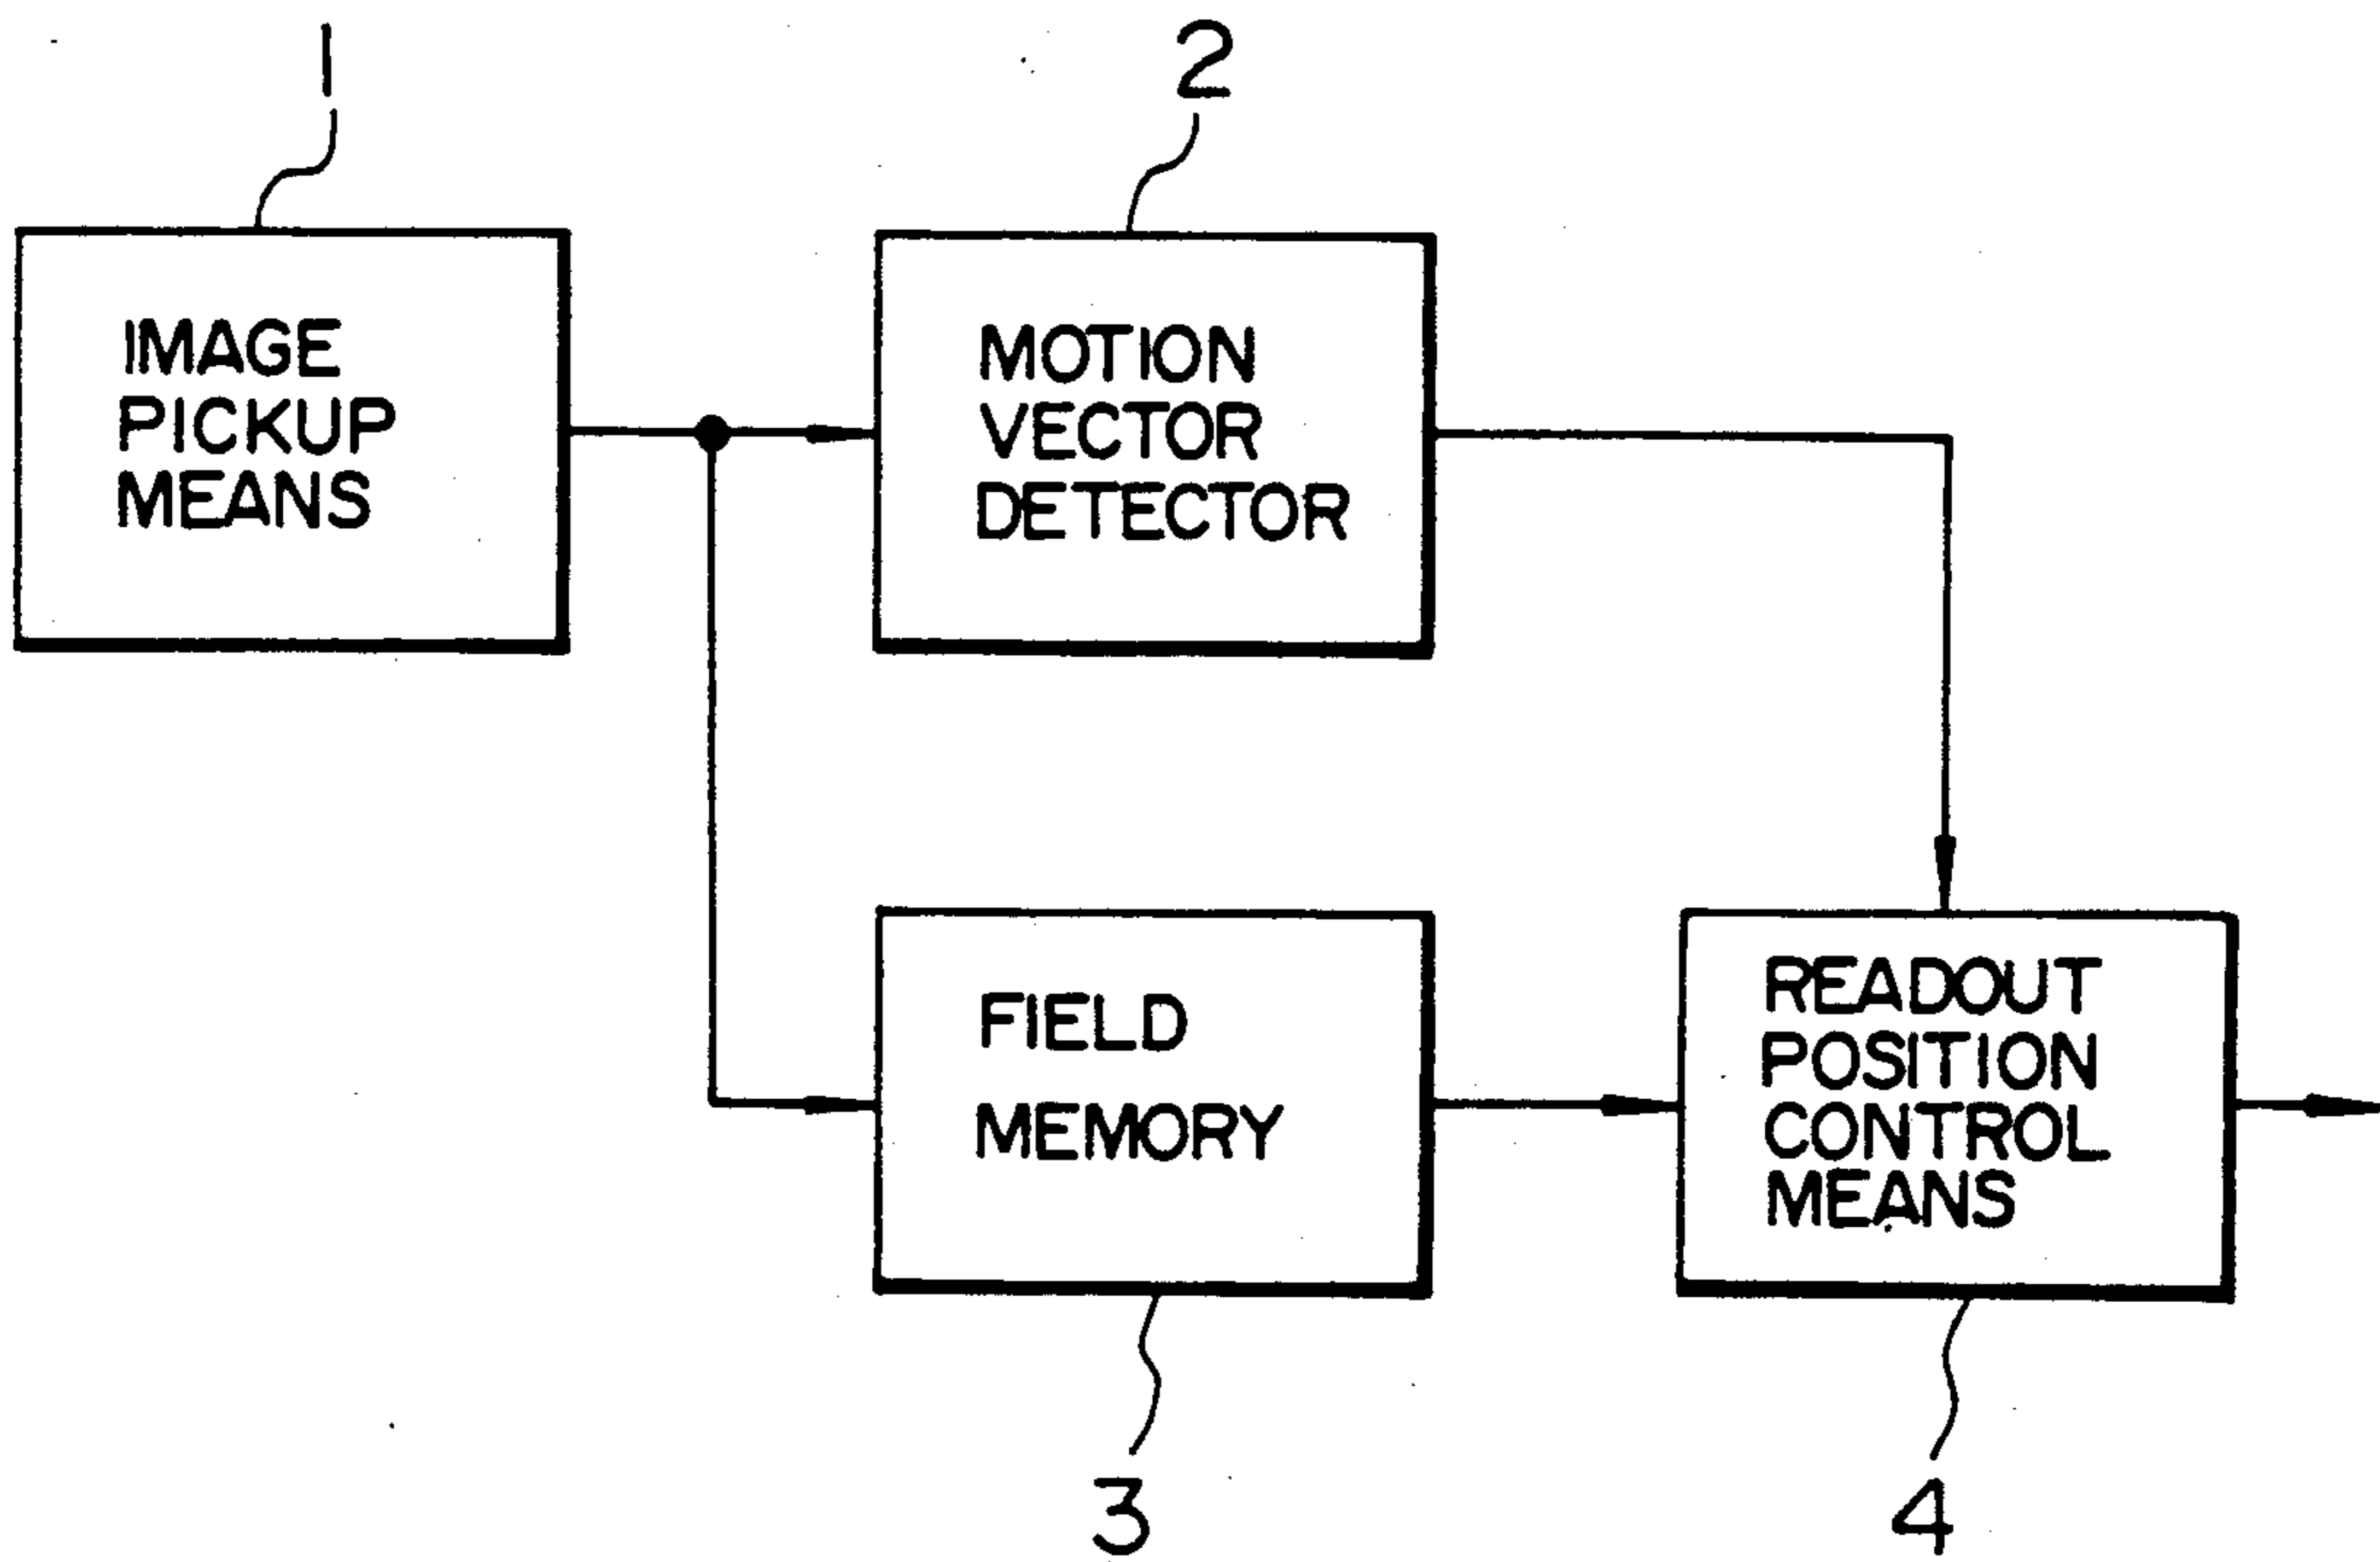 1
2
IMAGE
PICKUP
MEANS
MOTION
VECTOR
DETECTOR
FIELD
MEMORY
READOUT
POSITION
CONTROL
MEANS
3
4